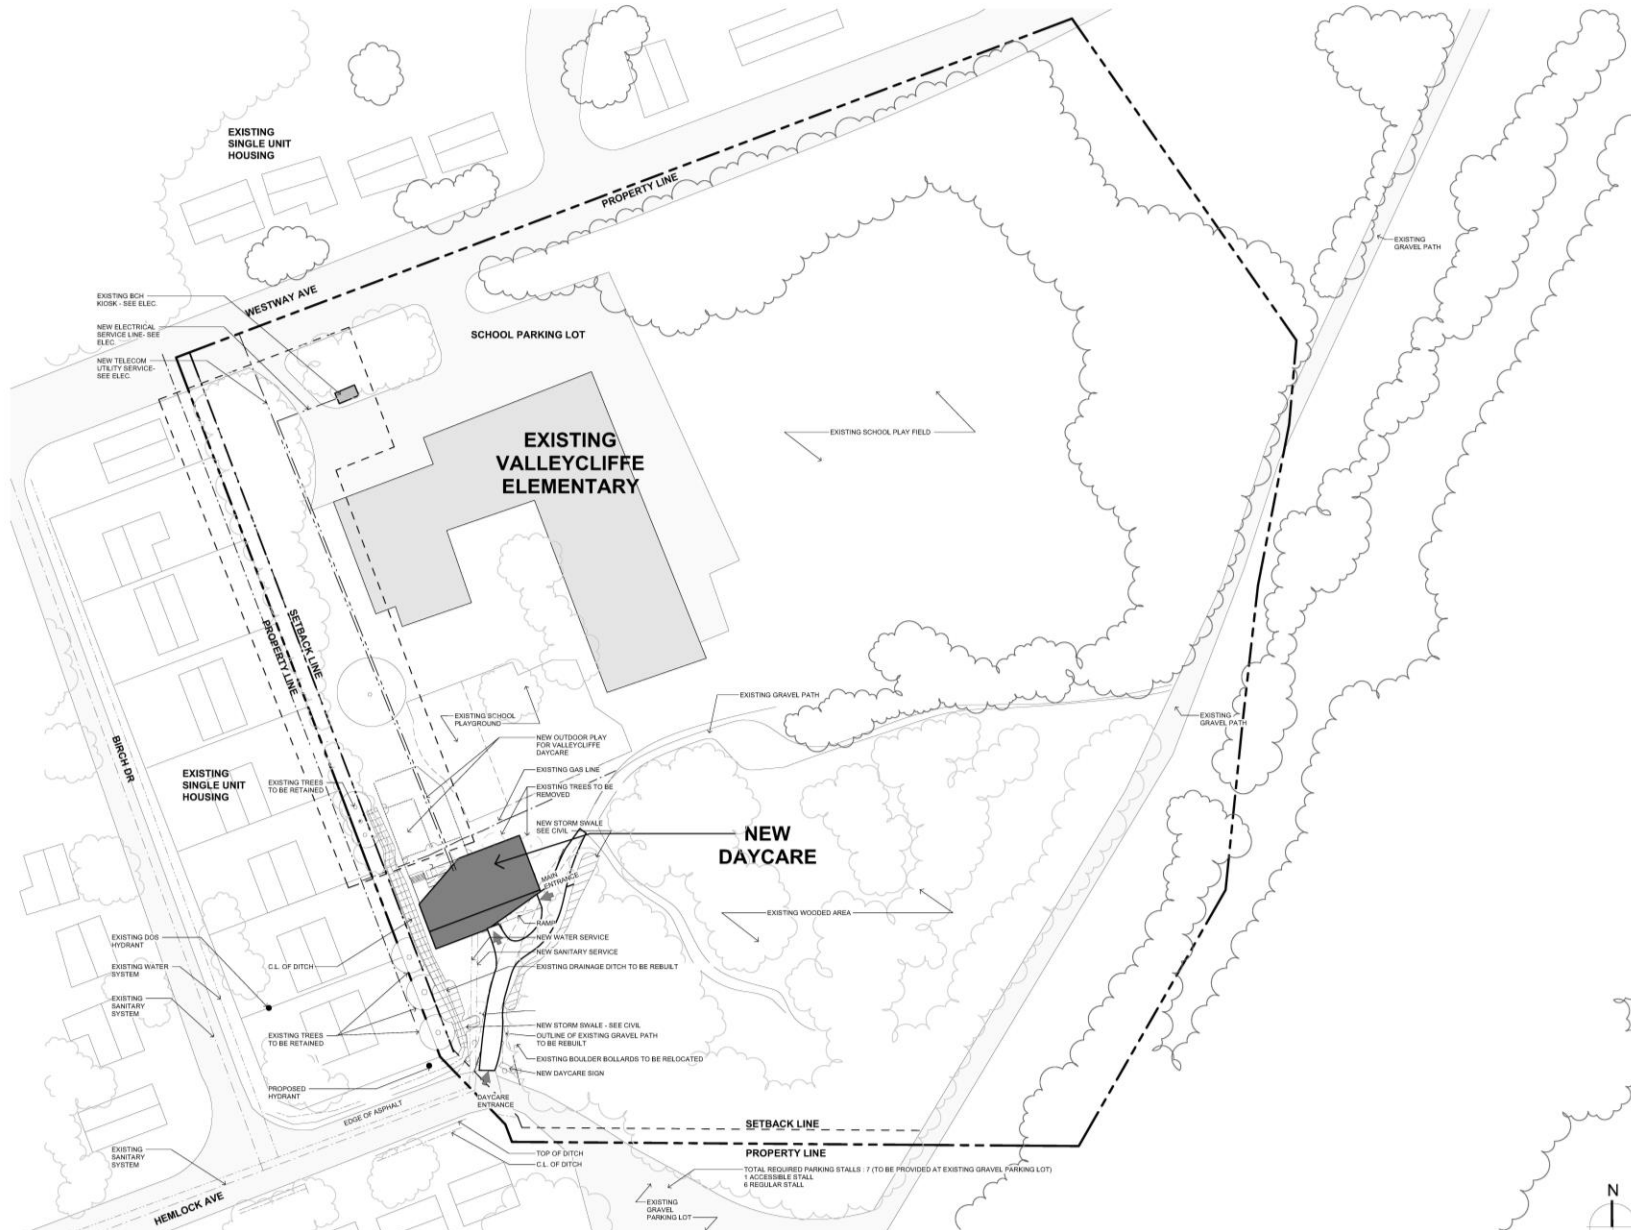 EXISTING
SINGLE UNIT
HOUSING
PROPERTY LINE
EXISTING
GRAVEL PATH
EXISTING BCH
KIOSK - SEE ELEC.
WESTWAY AVE
NEW ELECTRICAL
SERVICE LINE- SEE
ELEC.
SCHOOL PARKING LOT
NEW TELECOM
UTILITY SERVICE-
SEE ELEC.
EXISTING
VALLEYCLIFFE
ELEMENTARY
EXISTING SCHOOL PLAY FIELD
SETBACK LINE
PROPERTY LINE
EXISTING GRAVEL PATH
EXISTING
GRAVEL PATH
EXISTING SCHOOL
PLAYGROUND
NEW OUTDOOR PLAY
FOR VALLEYCLIFFE
DAYCARE
BIRCH DR
EXISTING
SINGLE UNIT
HOUSING
EXISTING TREES
TO BE RETAINED
EXISTING GAS LINE
EXISTING TREES TO BE
REMOVED
NEW STORM SWALE
SEE CIVIL
NEW
DAYCARE
MAIN
ENTRANCE
EXISTING WOODED AREA
RAMP
EXISTING DOS
HYDRANT
NEW WATER SERVICE
NEW SANITARY SERVICE
C.L. OF DITCH
EXISTING WATER
SYSTEM
EXISTING DRAINAGE DITCH TO BE REBUILT
EXISTING
SANITARY
SYSTEM
EXISTING TREES
TO BE RETAINED
NEW STORM SWALE - SEE CIVIL
OUTLINE OF EXISTING GRAVEL PATH
TO BE REBUILT
EXISTING BOULDER BOLLARDS TO BE RELOCATED
NEW DAYCARE SIGN
PROPOSED
HYDRANT
DAYCARE
ENTRANCE
EDGE OF ASPHALT
SETBACK LINE
PROPERTY LINE
EXISTING
SANITARY
SYSTEM
TOP OF DITCH
C.L. OF DITCH
TOTAL REQUIRED PARKING STALLS : 7 (TO BE PROVIDED AT EXISTING GRAVEL PARKING LOT)
1 ACCESSIBLE STALL
6 REGULAR STALL
HEMLOCK AVE
EXISTING
GRAVEL
PARKING LOT
N